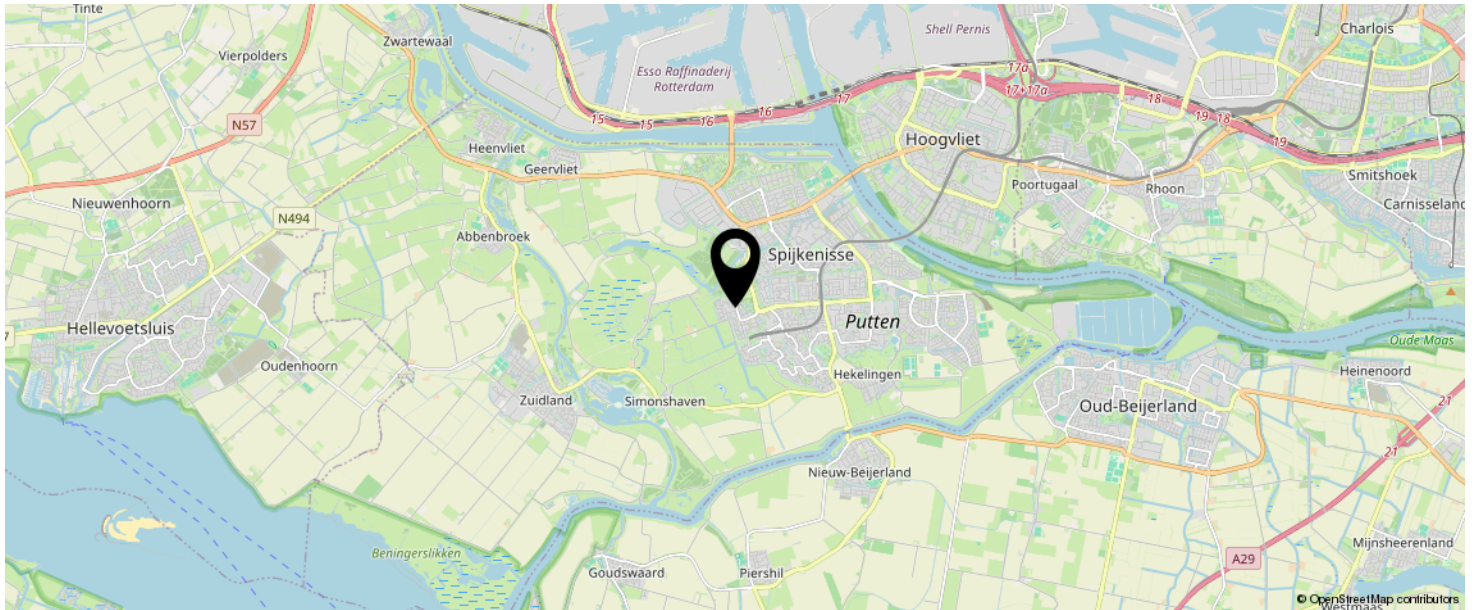 Tinte
Zwartewaal
Vierpolders
Shell Pernis
Charlois
Esso Raffinaderij
Rotterdam
17a
17+17a
17
16
16
15
15
18
19
18
19
N57
Hoogvliet
Heenvliet
Geervliet
Poortugaal
Rhoon
Smitshoek
Nieuwenhoorn
N494
Carnisseland
Abbenbroek
Spijkenisse
Hellevoetsluis
7
Putten
Oude Maas
Oudenhoorn
Hekelingen
Heinenoord
Zuidland
Simonshaven
Oud-Beijerland
21
21
Nieuw-Beijerland
Beningerslikken
Goudswaard
Piershil
A29
Mijnsheerenland
© OpenStreetMap contributors
Westmaas